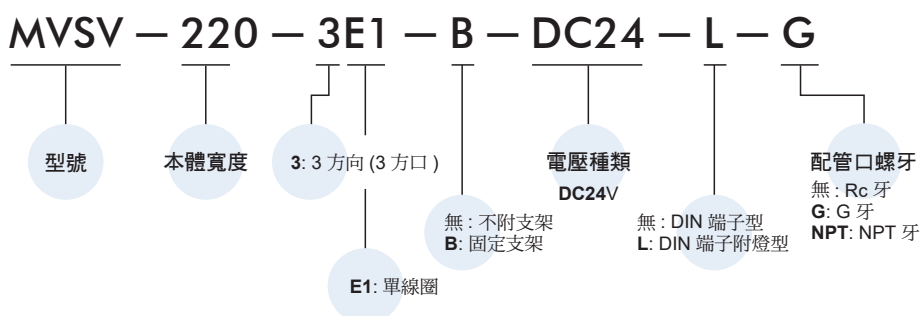 MVSV — 220 — 3E1 — B — DC24 — L — G
型號
本體寬度
3: 3 方向 (3 方口 )
E1: 單線圈
無 : 不附支架
B: 固定支架
電壓種類
DC24V
無 : DIN 端子型
L: DIN 端子附燈型
配管口螺牙
無 : Rc 牙
G: G 牙
NPT: NPT 牙